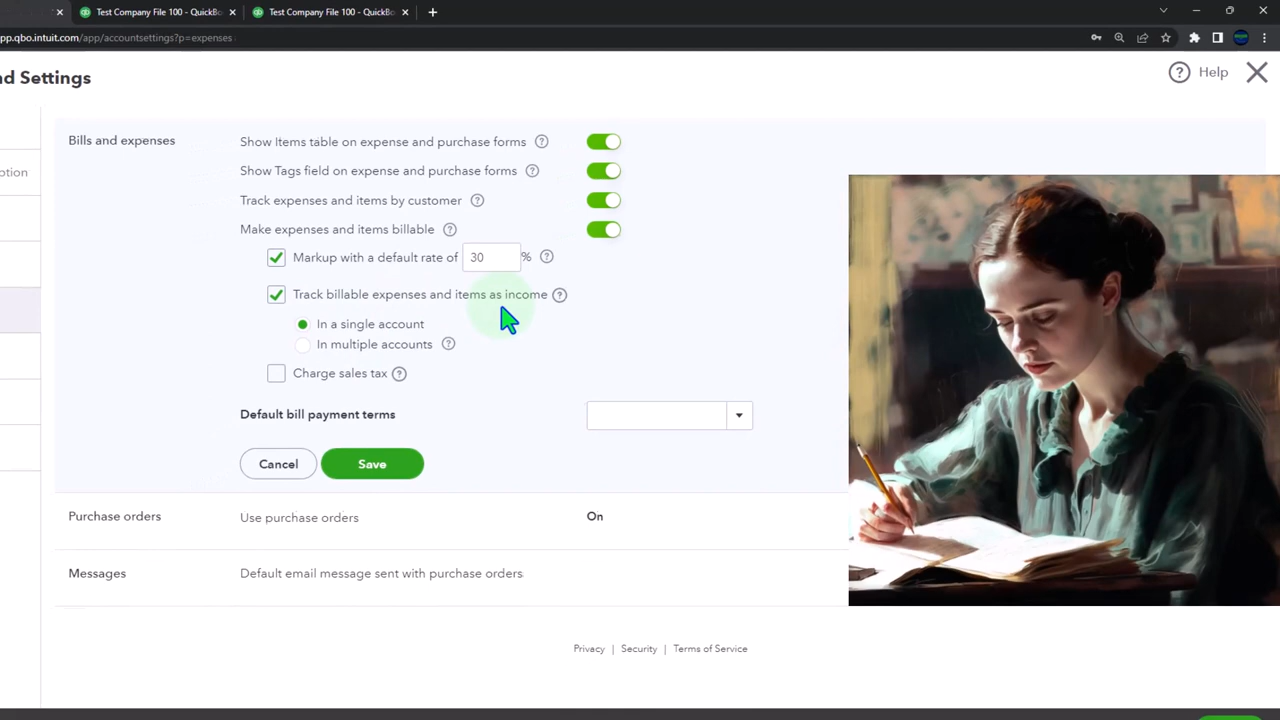 Test Company File 100 - QuickBo
Test Company File 100 - QuickBo
pp.qbo.intuit.com/app/accountsettings?p=expenses
nd Settings
Help
ption
Bills and expenses
Show Items table on expense and purchase forms
Show Tags field on expense and purchase forms
Track expenses and items by customer
Make expenses and items billable
Markup with a default rate of 30 %
Track billable expenses and items as income
In a single account
In multiple accounts
Charge sales tax
Default bill payment terms
Cancel Save
Purchase orders Use purchase orders On
Messages Default email message sent with purchase orders
Privacy | Security | Terms of Service